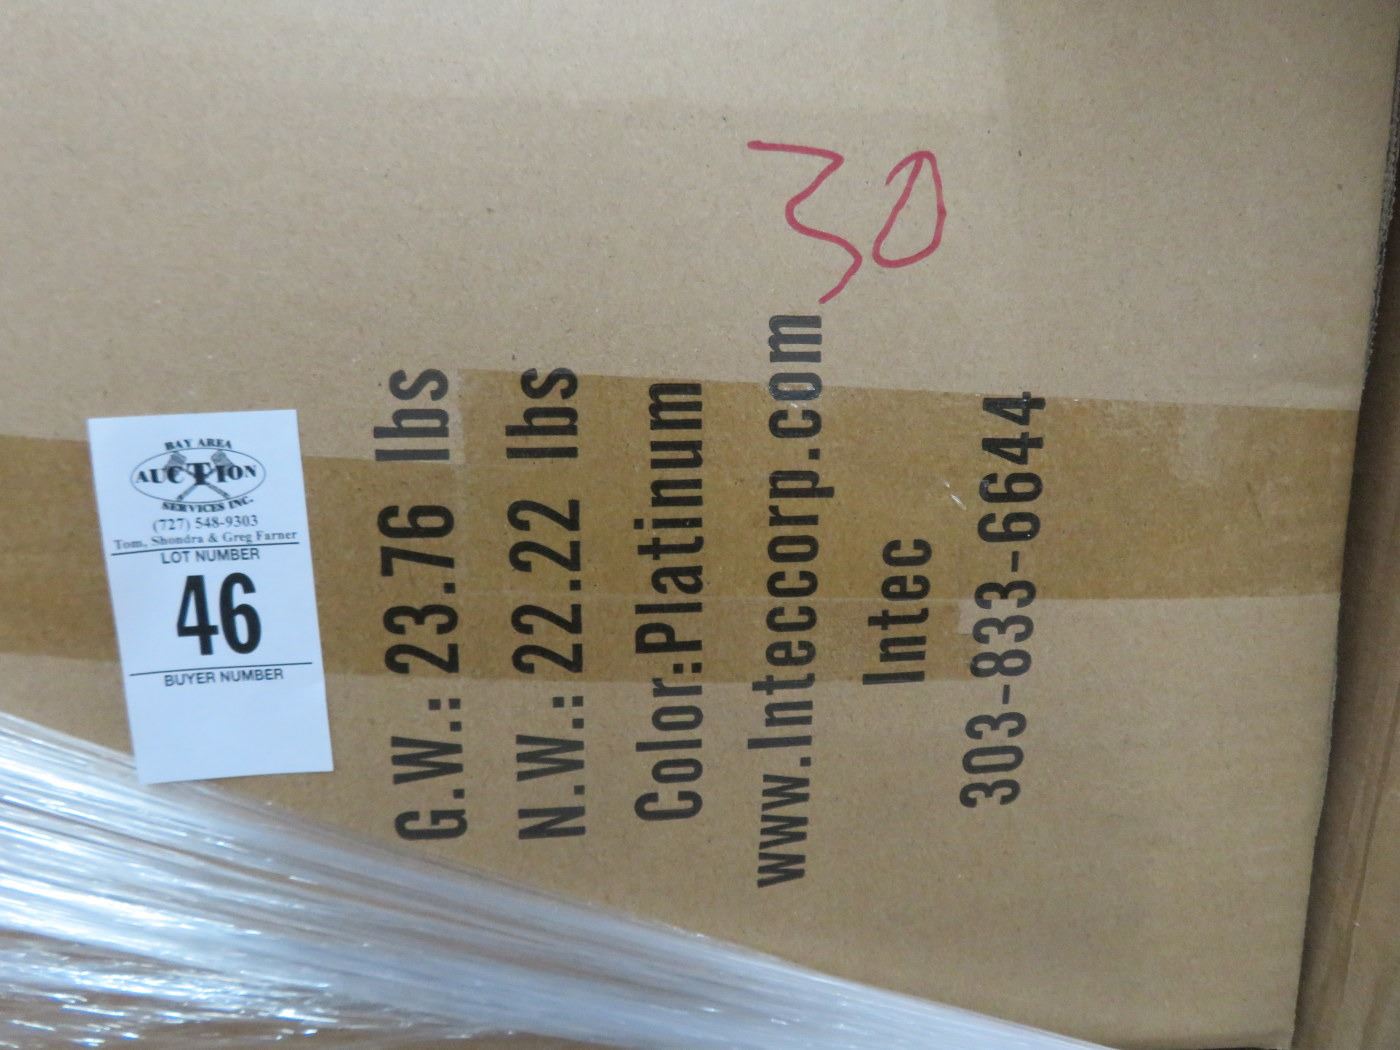 BAY AREA
AUCTION
SERVICES INC.
(727) 548-9303
Tom, Shondra & Greg Farner
LOT NUMBER
46
BUYER NUMBER
G.W.: 23.76 lbs
N.W.: 22.22 lbs
Color:Platinum
www.Inteccorp.com
Intec
303-833-6644
30